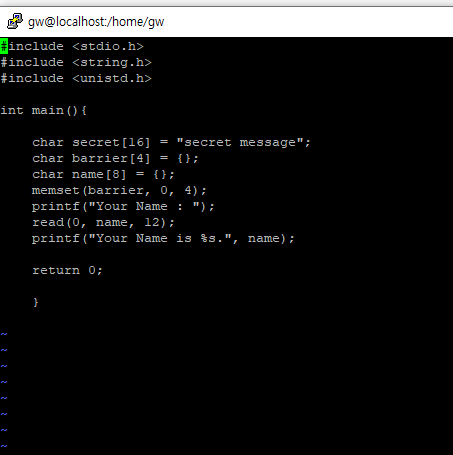 gw@localhost:/home/gw
#include <stdio.h>
#include <string.h>
#include <unistd.h>
int main(){
    char secret[16] = "secret message";
    char barrier[4] = {};
    char name[8] = {};
    memset(barrier, 0, 4);
    printf("Your Name : ");
    read(0, name, 12);
    printf("Your Name is %s.", name);
    return 0;
    }
~
~
~
~
~
~
~
~